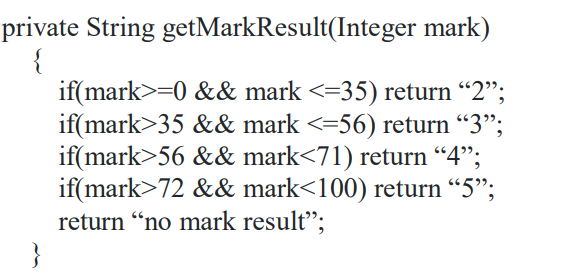 private String getMarkResult(Integer mark)
{
if(mark>=0 && mark <=35) return “2”;
if(mark>35 && mark <=56) return “3”;
if(mark>56 && mark<71) return “4”;
if(mark>72 && mark<100) return “5”;
return “no mark result”;
}